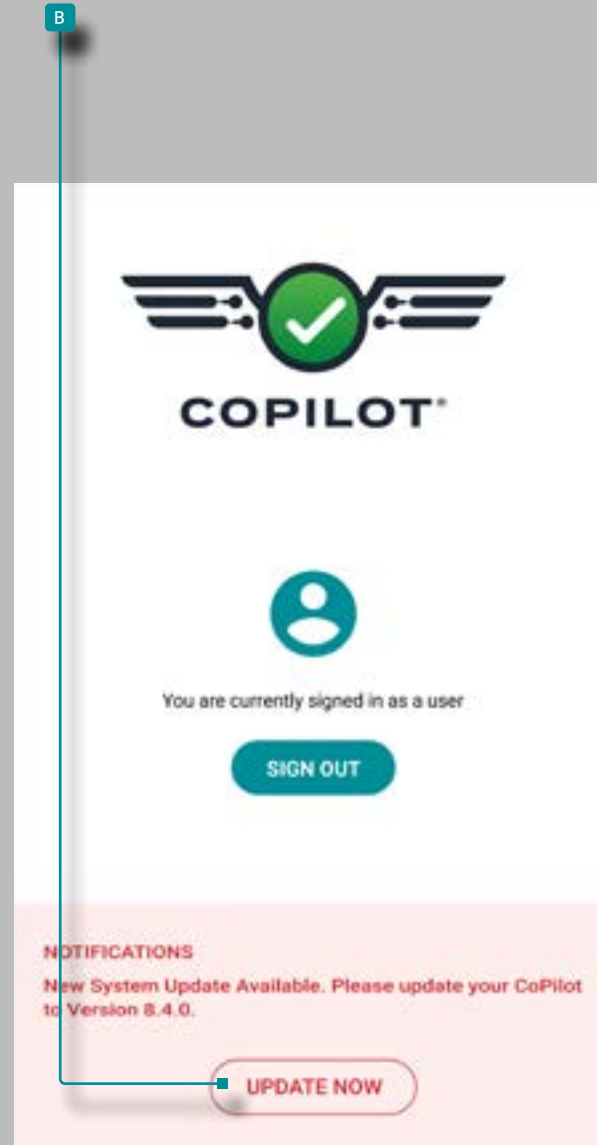 B
COPILOT®
You are currently signed in as a user
SIGN OUT
NOTIFICATIONS
New System Update Available. Please update your CoPilot
to Version 8.4.0.
UPDATE NOW